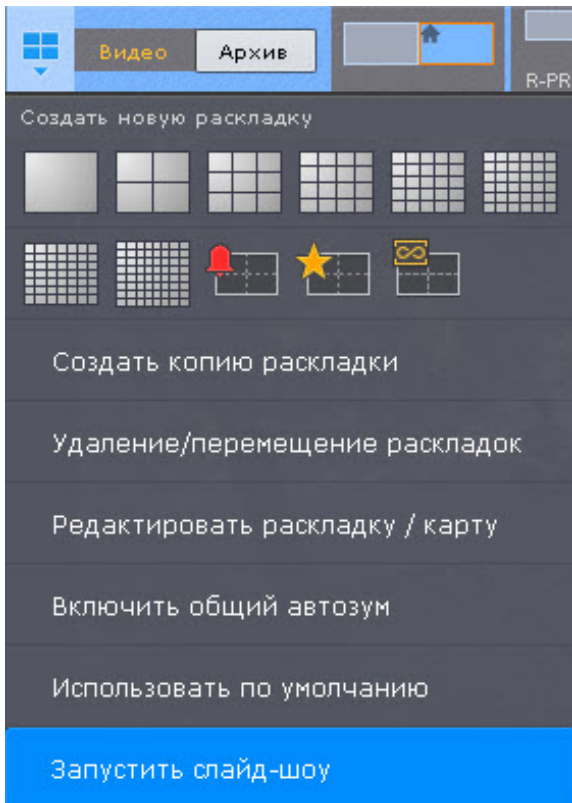 Видео Архив
R-PR
Создать новую раскладку
Создать копию раскладки
Удаление/перемещение раскладок
Редактировать раскладку / карту
Включить общий автозум
Использовать по умолчанию
Запустить слайд-шоу